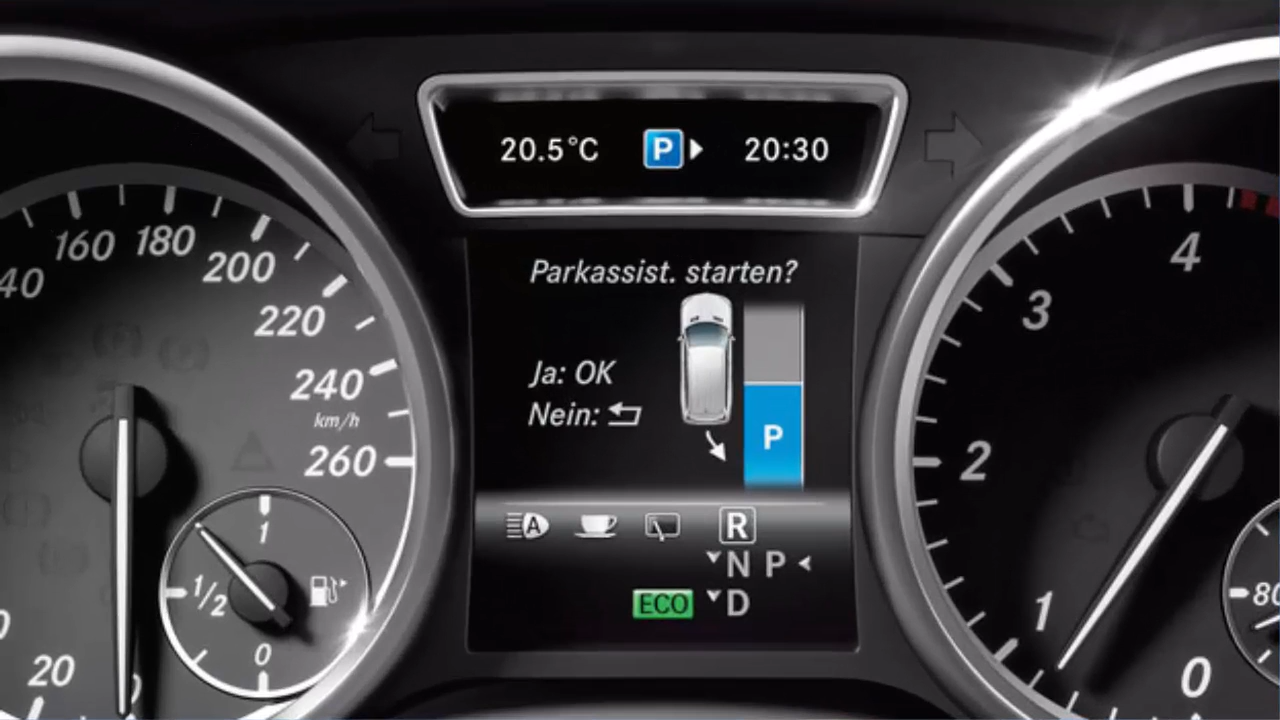 20.5°C P 20:30
Parkassist. starten?
Ja: OK
Nein:
P
A R
N P
ECO D
40
160
180
200
220
240
km/h
260
20
0
1
1/2
0
4
3
2
1
0
80